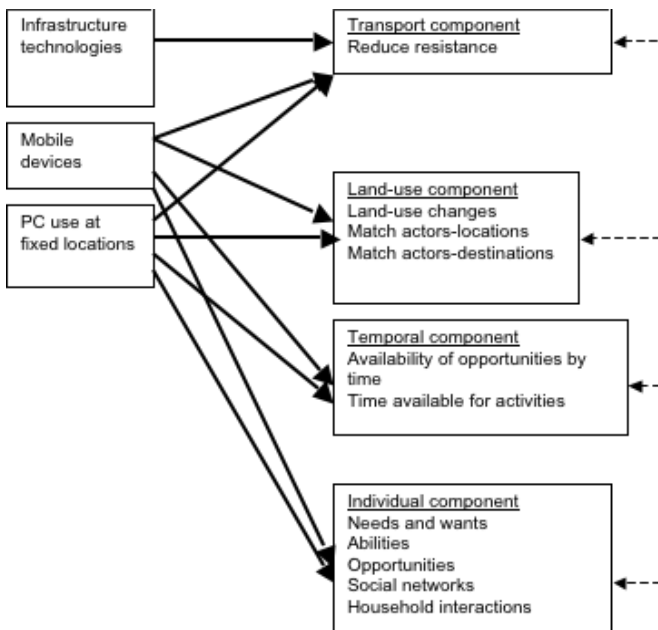 Infrastructure
technologies
Mobile
devices
PC use at
fixed locations
Transport component
Reduce resistance
Land-use component
Land-use changes
Match actors-locations
Match actors-destinations
Temporal component
Availability of opportunities by
time
Time available for activities
Individual component
Needs and wants
Abilities
Opportunities
Social networks
Household interactions